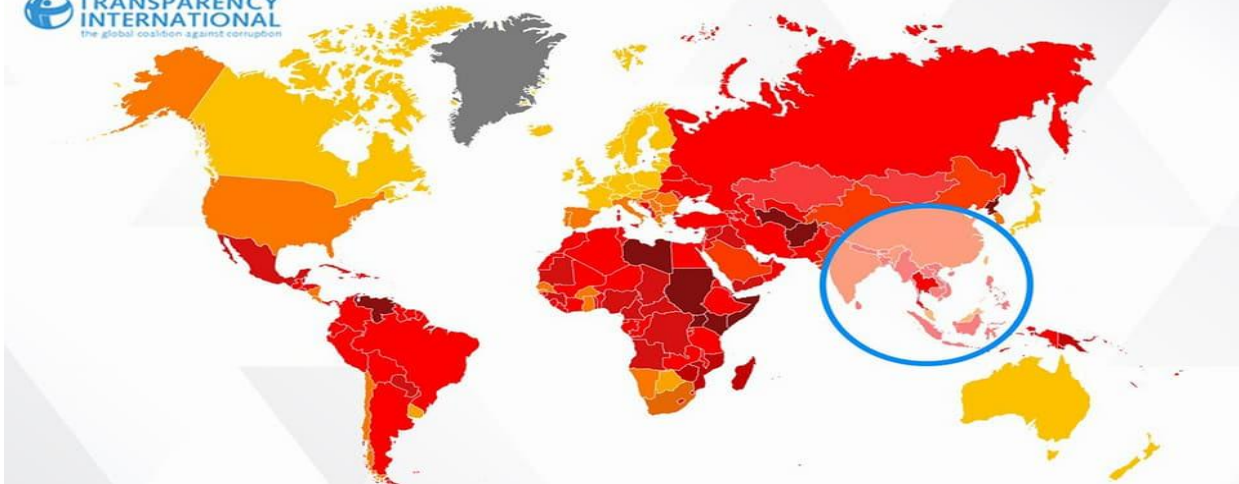 TRANSPARENCY
INTERNATIONAL
the global coalition against corruption